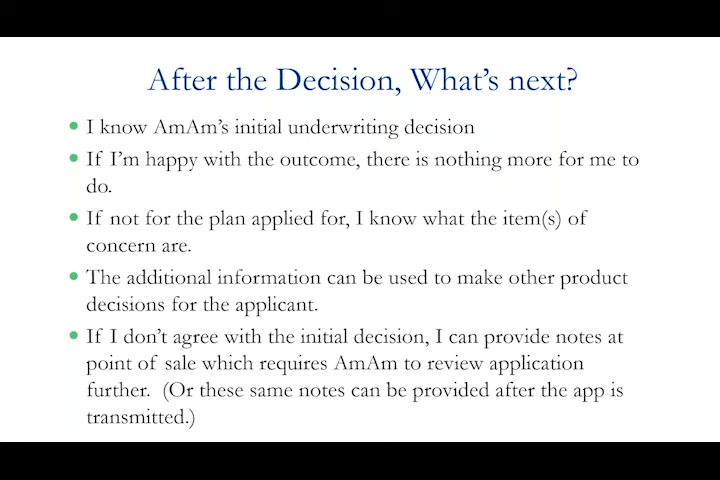 After the Decision, What's next?
• I know AmAm's initial underwriting decision
• If I'm happy with the outcome, there is nothing more for me to
do.
• If not for the plan applied for, I know what the item(s) of
concern are.
• The additional information can be used to make other product
decisions for the applicant.
• If I don't agree with the initial decision, I can provide notes at
point of sale which requires AmAm to review application
further.  (Or these same notes can be provided after the app is
transmitted.)